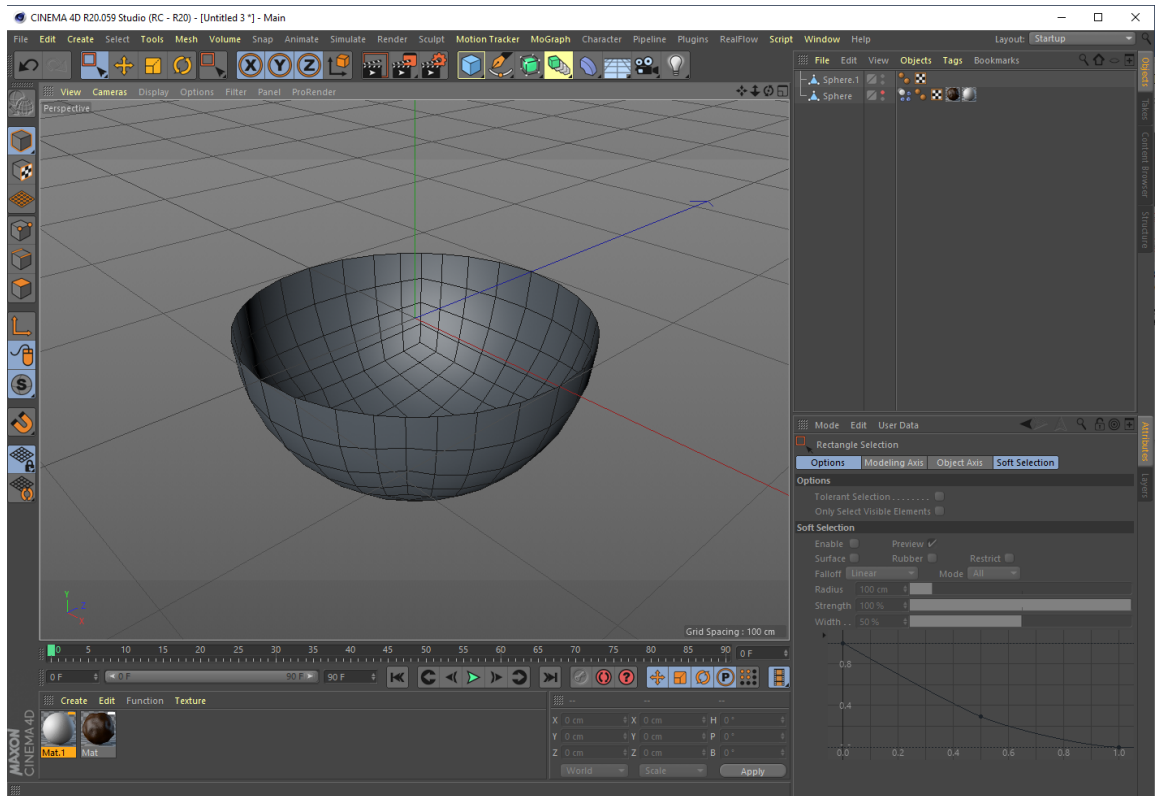 CINEMA 4D R20.059 Studio (RC - R20) - [Untitled 3 *] - Main
File Edit Create Select Tools Mesh Volume Snap Animate Simulate Render Sculpt Motion Tracker MoGraph Character Pipeline Plugins RealFlow Script Window Help Layout: Startup
File Edit View Objects Tags Bookmarks
Sphere.1
Sphere
Objects
Takes
Content Browser
Structure
View Cameras Display Options Filter Panel ProRender
Perspective
Y
Z
X
Grid Spacing : 100 cm
Mode Edit User Data
Rectangle Selection
Options Modeling Axis Object Axis Soft Selection
Options
Tolerant Selection . . . . . . . .
Only Select Visible Elements
Soft Selection
Enable Preview
Surface Rubber Restrict
Falloff Linear Mode All
Radius 100 cm
Strength 100 %
Width . . 50 %
0.8
0.4
0.0 0.2 0.4 0.6 0.8 1.0
Attributes
Layers
0 5 10 15 20 25 30 35 40 45 50 55 60 65 70 75 80 85 90 0 F
0 F 0 F 90 F 90 F
Create Edit Function Texture
Mat.1 Mat
-- -- --
X 0 cm X 0 cm H 0 °
Y 0 cm Y 0 cm P 0 °
Z 0 cm Z 0 cm B 0 °
World Scale Apply
MAXON
CINEMA 4D